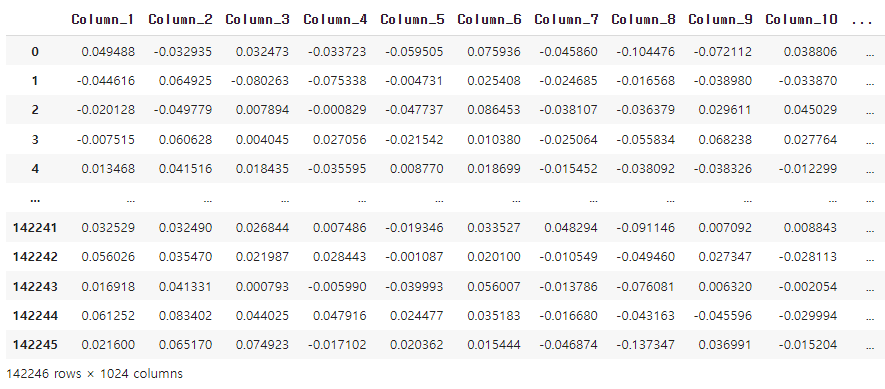 Column_1 Column_2 Column_3 Column_4 Column_5 Column_6 Column_7 Column_8 Column_9 Column_10 ...
0 0.049488 -0.032935 0.032473 -0.033723 -0.059505 0.075936 -0.045860 -0.104476 -0.072112 0.038806 ...
1 -0.044616 0.064925 -0.080263 -0.075338 -0.004731 0.025408 -0.024685 -0.016568 -0.038980 -0.033870 ...
2 -0.020128 -0.049779 0.007894 -0.000829 -0.047737 0.086453 -0.038107 -0.036379 0.029611 0.045029 ...
3 -0.007515 0.060628 0.004045 0.027056 -0.021542 0.010380 -0.025064 -0.055834 0.068238 0.027764 ...
4 0.013468 0.041516 0.018435 -0.035595 0.008770 0.018699 -0.015452 -0.038092 -0.038326 -0.012299 ...
... ... ... ... ... ... ... ... ... ... ... ...
142241 0.032529 0.032490 0.026844 0.007486 -0.019346 0.033527 0.048294 -0.091146 0.007092 0.008843 ...
142242 0.056026 0.035470 0.021987 0.028443 -0.001087 0.020100 -0.010549 -0.049460 0.027347 -0.028113 ...
142243 0.016918 0.041331 0.000793 -0.005990 -0.039993 0.056007 -0.013786 -0.076081 0.006320 -0.002054 ...
142244 0.061252 0.083402 0.044025 0.047916 0.024477 0.035183 -0.016680 -0.043163 -0.045596 -0.029994 ...
142245 0.021600 0.065170 0.074923 -0.017102 0.020362 0.015444 -0.046874 -0.137347 0.036991 -0.015204 ...
142246 rows × 1024 columns